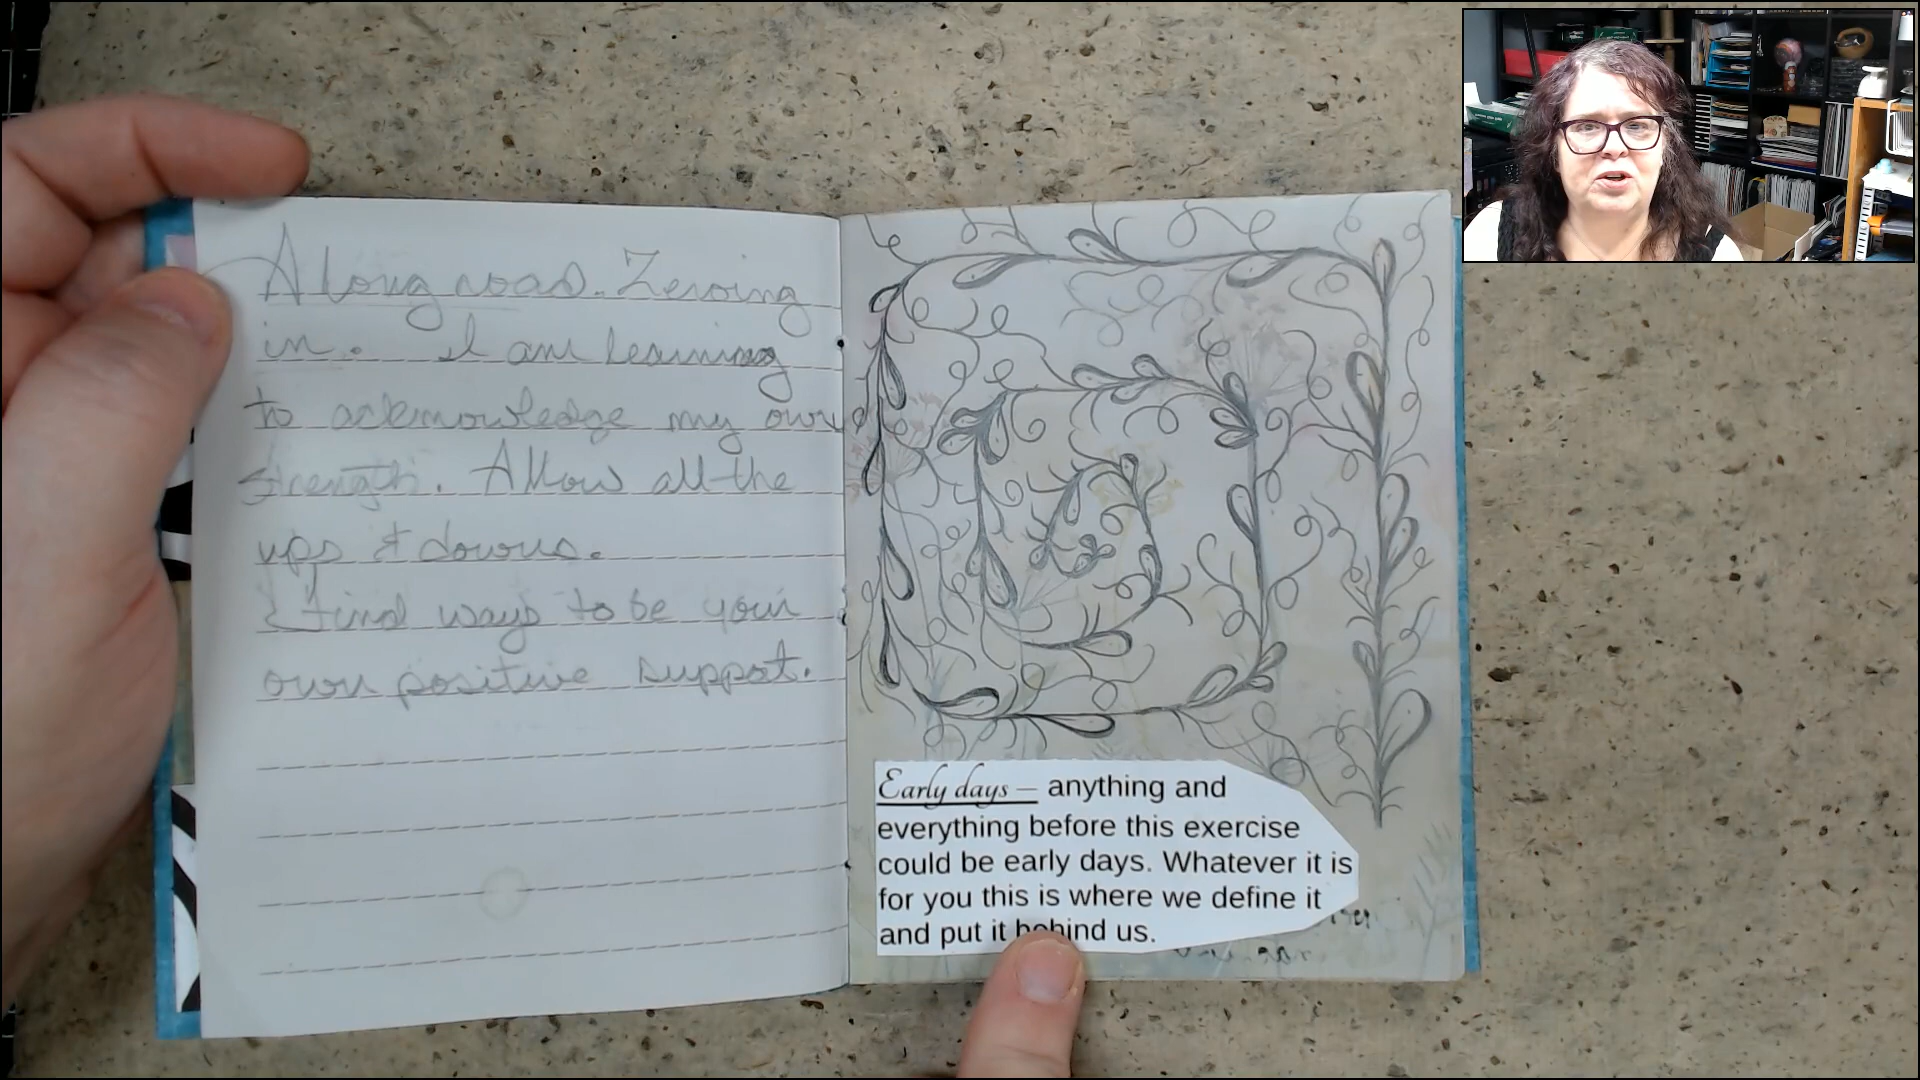 A long road. Zeroing
in. I am learning
to acknowledge my own
strength. Allow all the
ups & downs.
& find ways to be your
own positive support.
Early days – anything and
everything before this exercise
could be early days. Whatever it is
for you this is where we define it
and put it behind us.